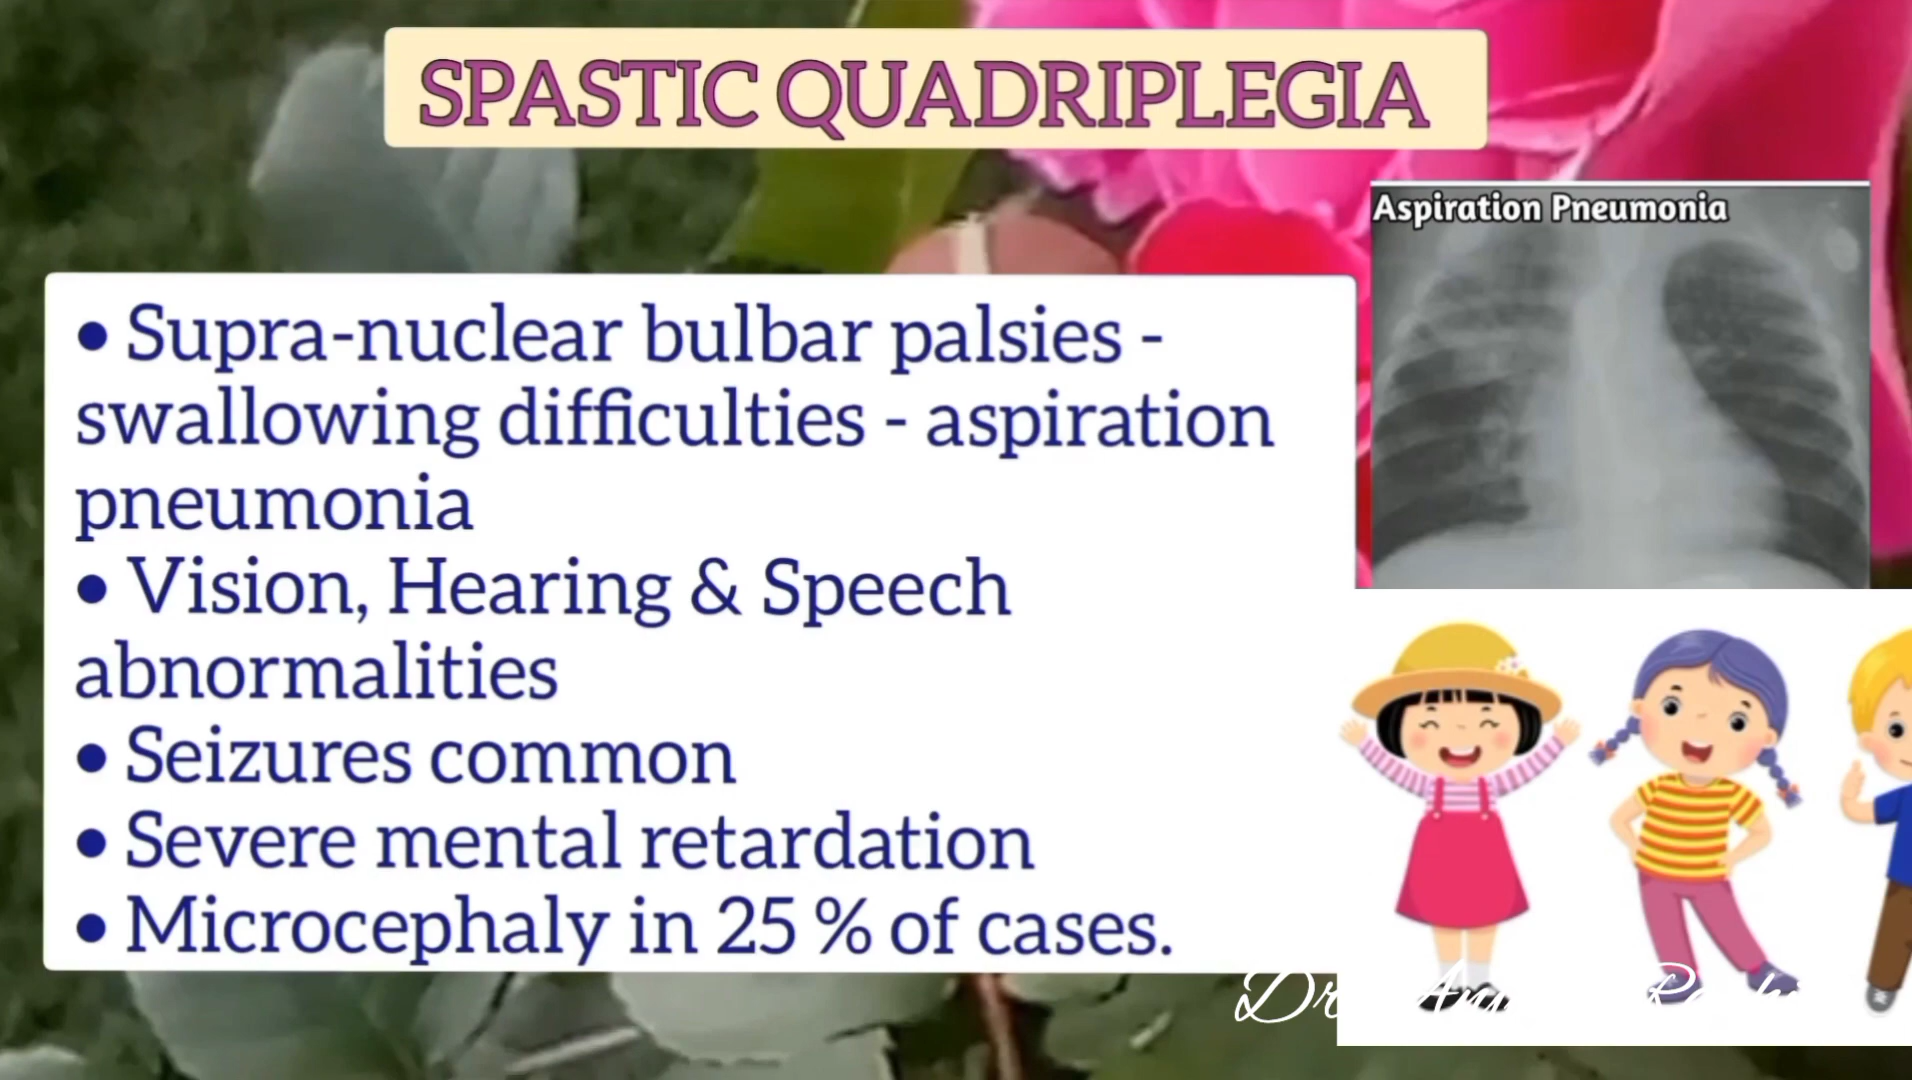 SPASTIC QUADRIPLEGIA
Aspiration Pneumonia
• Supra-nuclear bulbar palsies -
swallowing difficulties - aspiration
pneumonia
• Vision, Hearing & Speech
abnormalities
• Seizures common
• Severe mental retardation
• Microcephaly in 25 % of cases.
Dr